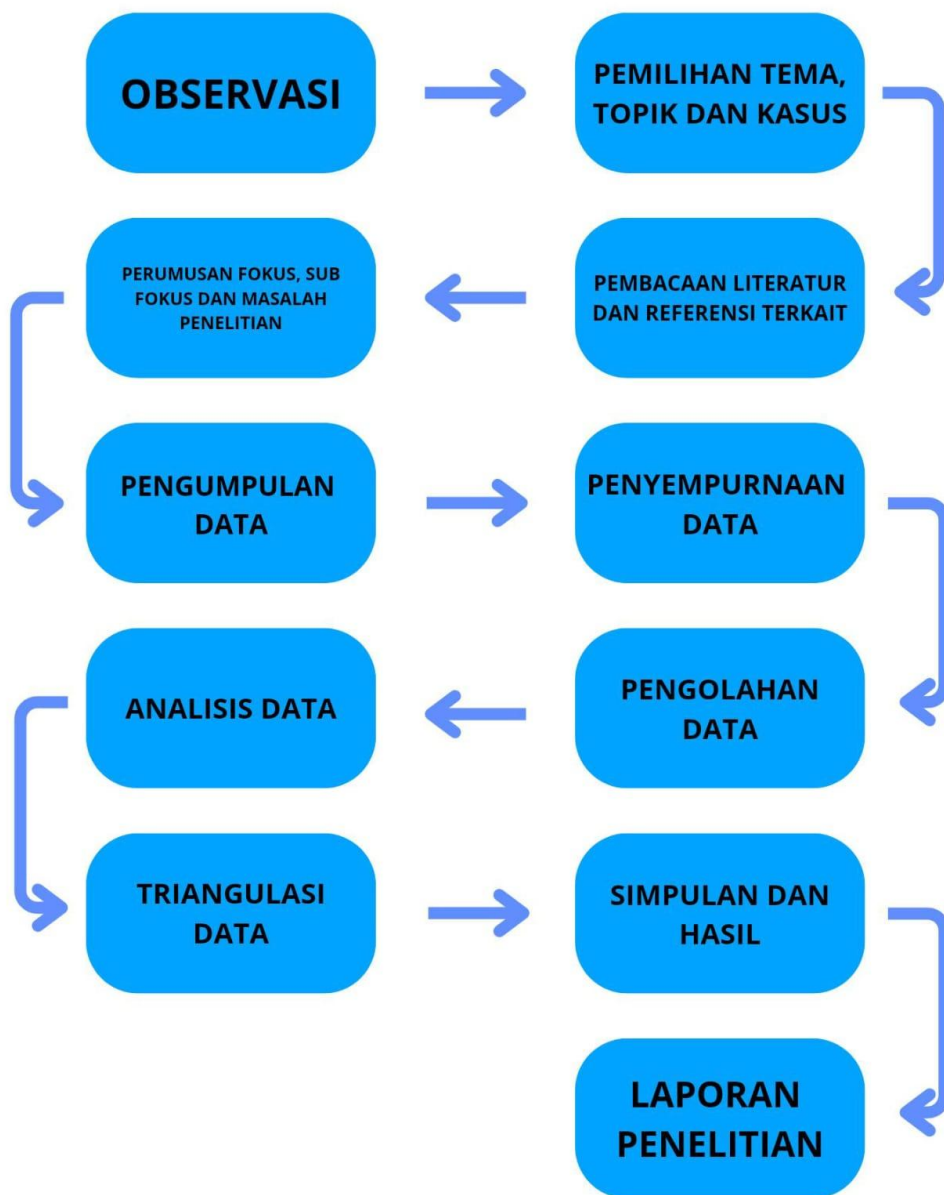 OBSERVASI
PEMILIHAN TEMA,
TOPIK DAN KASUS
PEMBACAAN LITERATUR
DAN REFERENSI TERKAIT
PERUMUSAN FOKUS, SUB
FOKUS DAN MASALAH
PENELITIAN
PENGUMPULAN
DATA
PENYEMPURNAAN
DATA
PENGOLAHAN
DATA
ANALISIS DATA
TRIANGULASI
DATA
SIMPULAN DAN
HASIL
LAPORAN
PENELITIAN